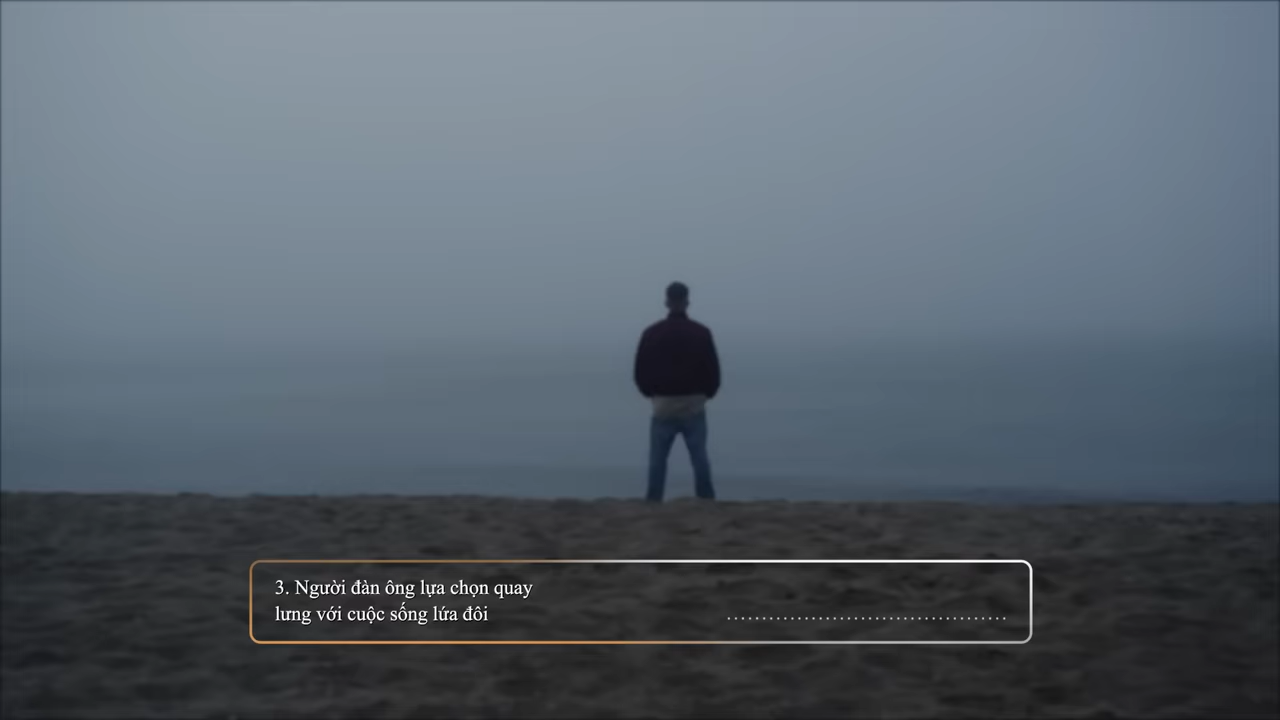 3. Người đàn ông lựa chọn quay
lưng với cuộc sống lứa đôi
........................................